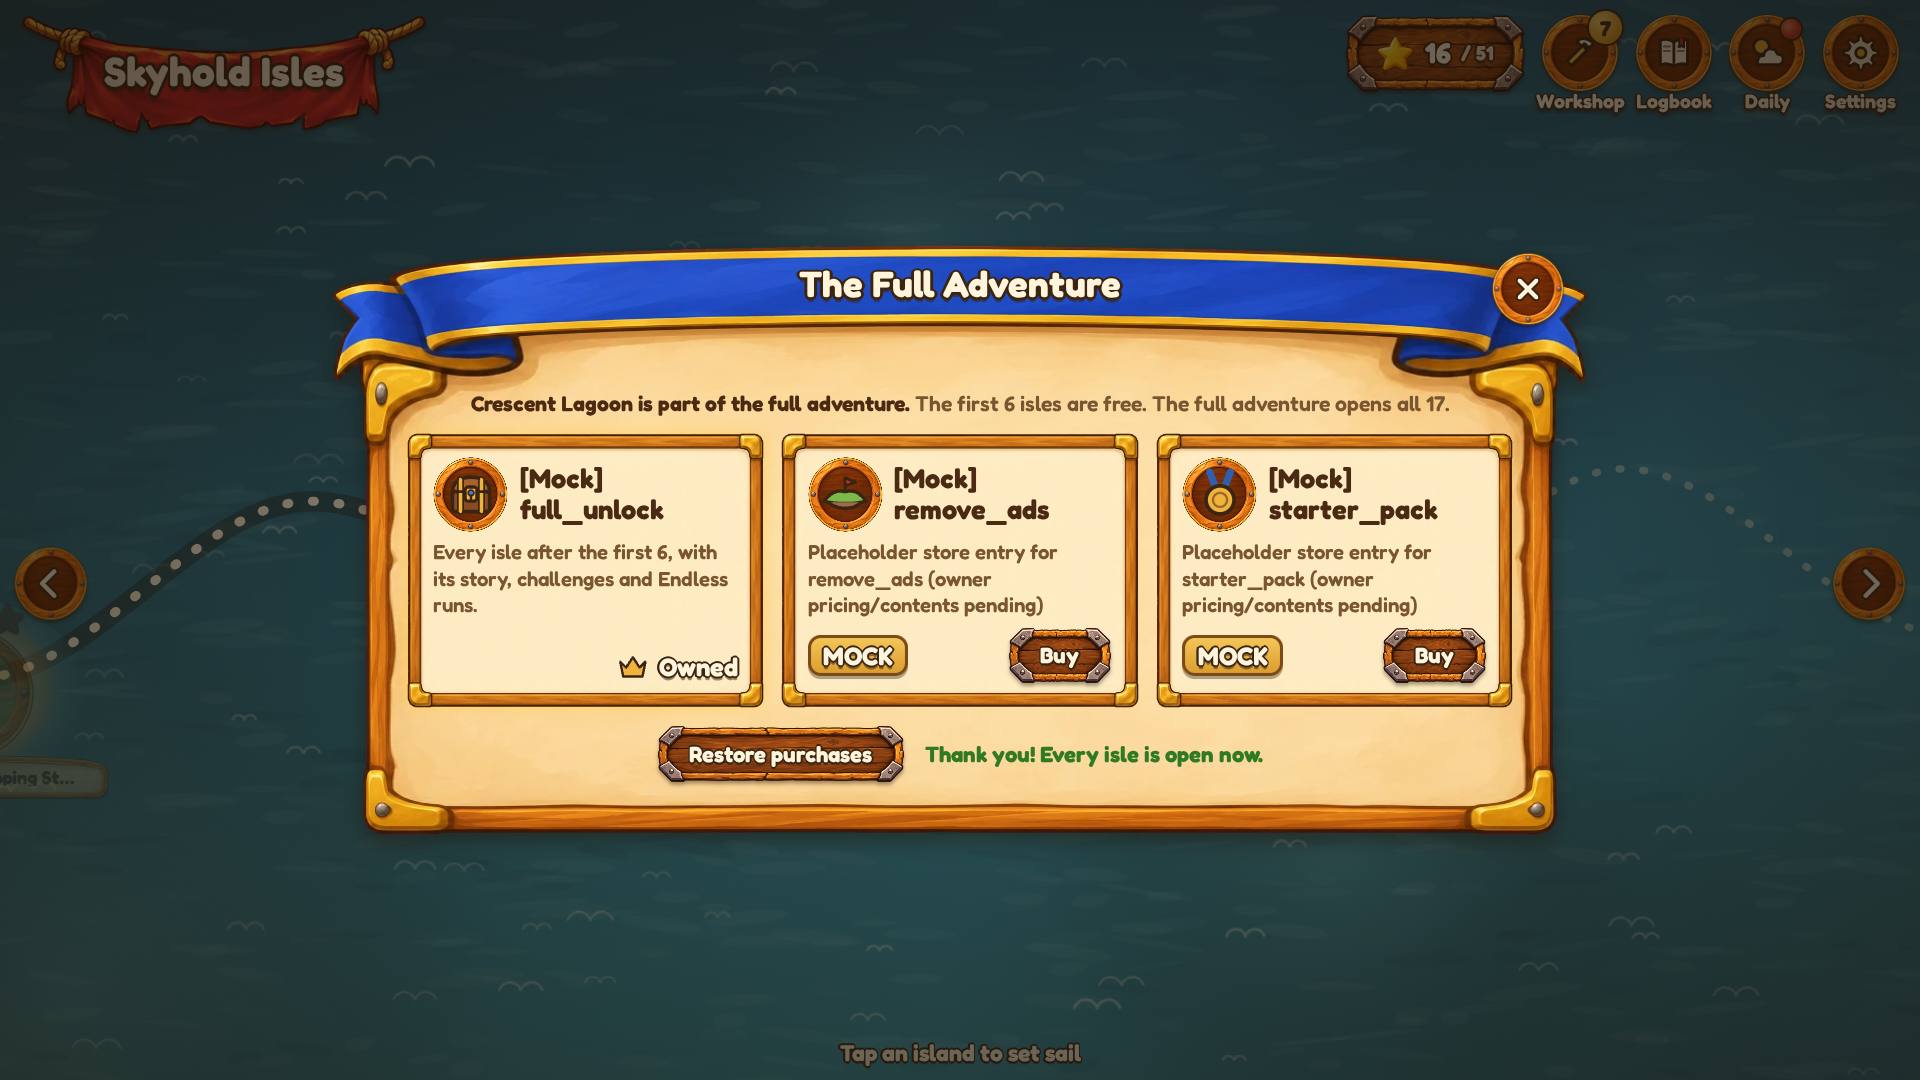 Skyhold Isles
16 / 51
7
Workshop
Logbook
Daily
Settings
The Full Adventure
Crescent Lagoon is part of the full adventure. The first 6 isles are free. The full adventure opens all 17.
[Mock]
full_unlock
Every isle after the first 6, with
its story, challenges and Endless
runs.
Owned
[Mock]
remove_ads
Placeholder store entry for
remove_ads (owner
pricing/contents pending)
MOCK
Buy
[Mock]
starter_pack
Placeholder store entry for
starter_pack (owner
pricing/contents pending)
MOCK
Buy
Restore purchases
Thank you! Every isle is open now.
pping St...
Tap an island to set sail